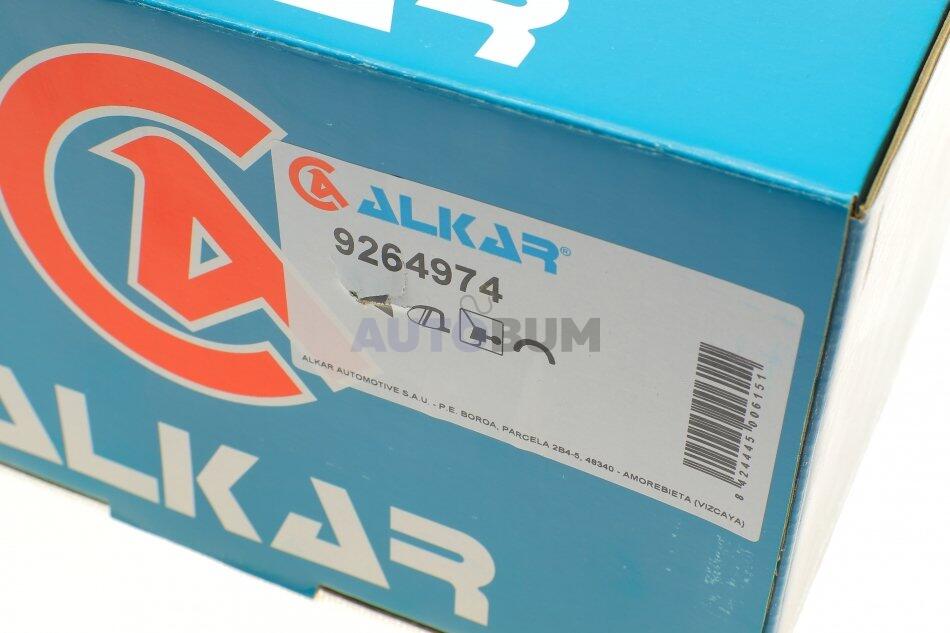 ALKAR®
9264974
AUTOBUM
ALKAR AUTOMOTIVE S.A.U. - P.E. BOROA, PARCELA 2B4-5, 48340 - AMOREBIETA (VIZCAYA)
8 424445 006151
ALKAR